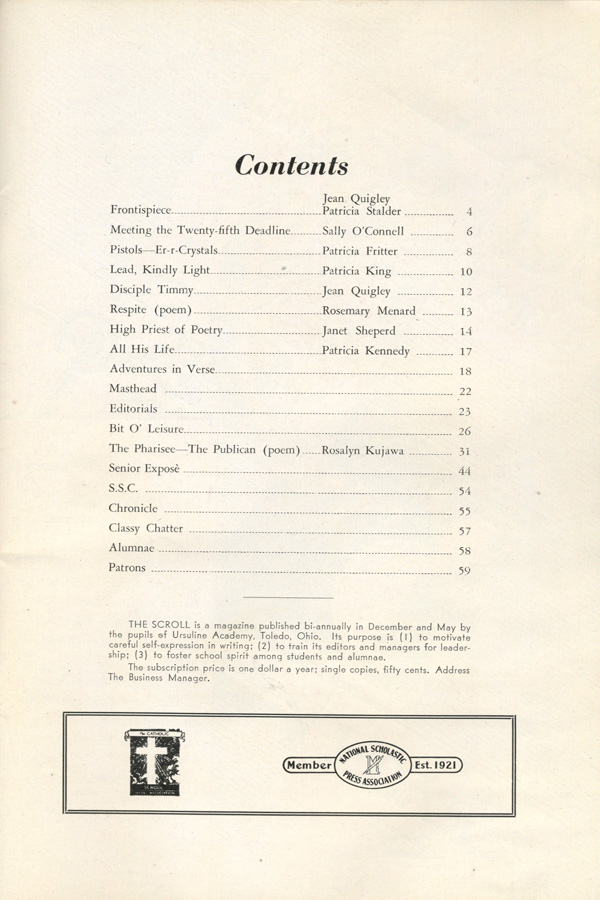 Contents
Jean Quigley
Frontispiece........Patricia Stalder ........ 4
Meeting the Twenty-fifth Deadline........Sally O'Connell ........ 6
Pistols—Er-r-Crystals........Patricia Fritter ........ 8
Lead, Kindly Light........Patricia King ........ 10
Disciple Timmy........Jean Quigley ........ 12
Respite (poem)........Rosemary Menard ........ 13
High Priest of Poetry........Janet Sheperd ........ 14
All His Life........Patricia Kennedy ........ 17
Adventures in Verse........ 18
Masthead ........ 22
Editorials ........ 23
Bit O' Leisure........ 26
The Pharisee—The Publican (poem)......Rosalyn Kujawa ........ 31
Senior Exposè ........ 44
S.S.C. ........ 54
Chronicle ........ 55
Classy Chatter ........ 57
Alumnae ........ 58
Patrons ........ 59
THE SCROLL is a magazine published bi-annually in December and May by
the pupils of Ursuline Academy, Toledo, Ohio. Its purpose is (1) to motivate
careful self-expression in writing; (2) to train its editors and managers for leader-
ship; (3) to foster school spirit among students and alumnae.
The subscription price is one dollar a year; single copies, fifty cents. Address
The Business Manager.
The CATHOLIC
SCHOOL
PRESS ASSOCIATION
Member
NATIONAL SCHOLASTIC
PRESS ASSOCIATION
Est. 1921